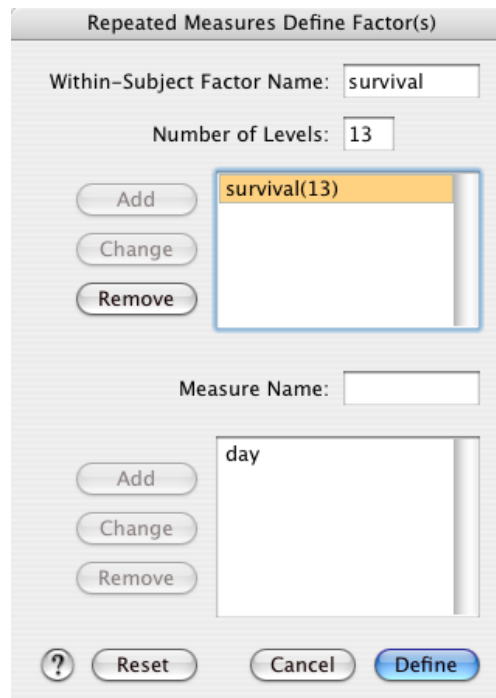 Repeated Measures Define Factor(s)
Within-Subject Factor Name: survival
Number of Levels: 13
Add
survival(13)
Change
Remove
Measure Name:
Add
day
Change
Remove
? Reset Cancel Define